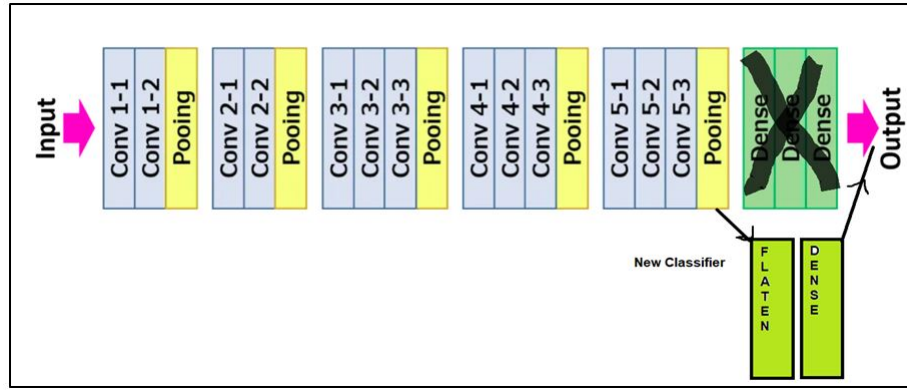 Input
Conv 1-1
Conv 1-2
Pooing
Conv 2-1
Conv 2-2
Pooing
Conv 3-1
Conv 3-2
Conv 3-3
Pooing
Conv 4-1
Conv 4-2
Conv 4-3
Pooing
Conv 5-1
Conv 5-2
Conv 5-3
Pooing
Dense
Dense
Dense
Output
New Classifier
FLATEN
DENSE